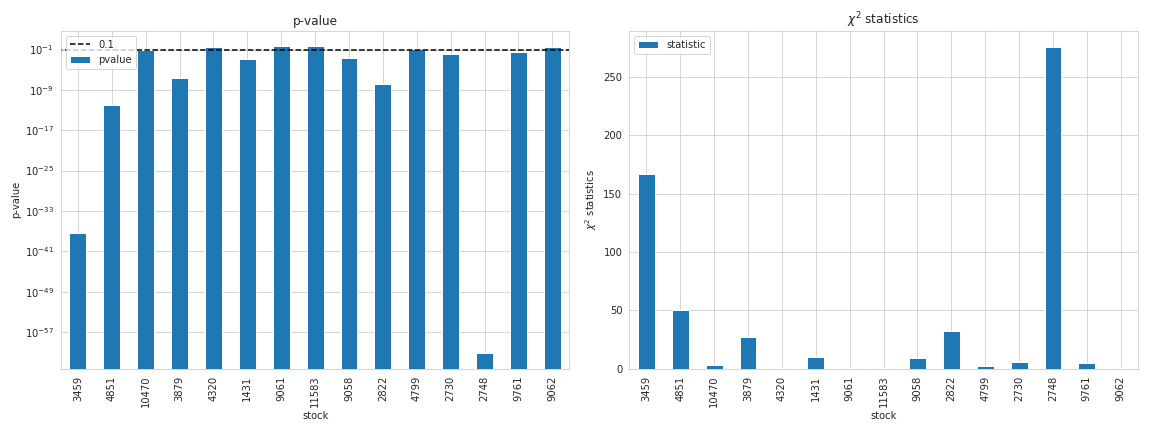 p-value
0.1
pvalue
10⁻¹
10⁻⁹
10⁻¹⁷
10⁻²⁵
10⁻³³
10⁻⁴¹
10⁻⁴⁹
10⁻⁵⁷
p-value
3459 4851 10470 3879 4320 1431 9061 11583 9058 2822 4799 2730 2748 9761 9062
stock
χ² statistics
statistic
250
200
150
100
50
0
χ² statistics
3459 4851 10470 3879 4320 1431 9061 11583 9058 2822 4799 2730 2748 9761 9062
stock